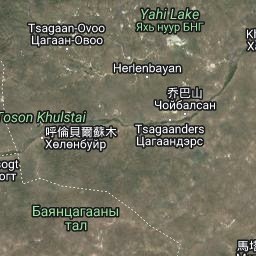 Yahi Lake
Яхь нуур БНГ
Tsagaan-Ovoo
Цагаан-Овоо
Herlenbayan
乔巴山
Чойбалсан
Toson Khulstai
呼倫貝爾蘇木
Хөлөнбуйр
Tsagaanders
Цагаандэрс
Баянцагааны
тал